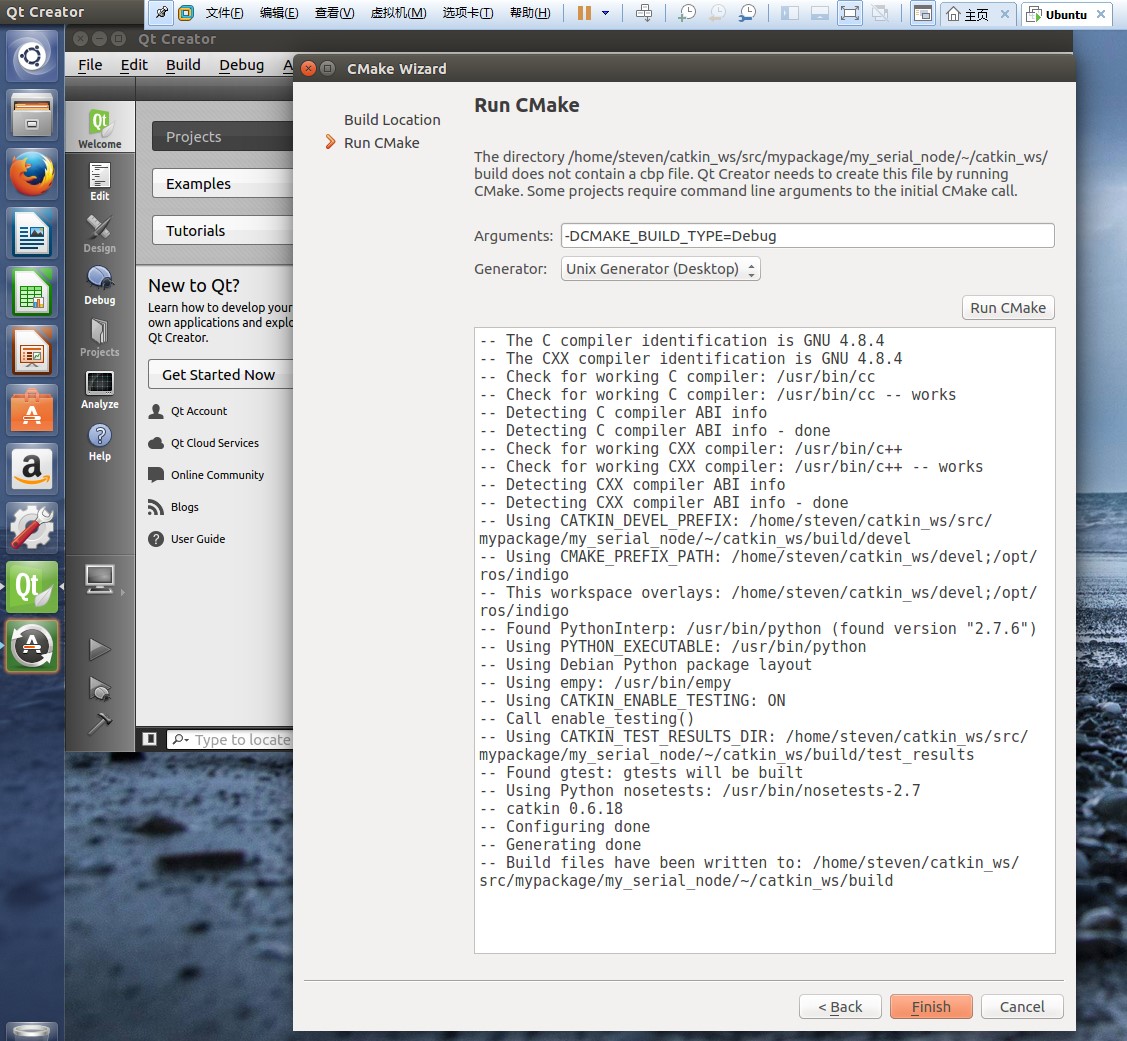 Qt Creator
文件(F)
编辑(E)
查看(V)
虚拟机(M)
选项卡(T)
帮助(H)
主页
Ubuntu
Qt Creator
File Edit Build Debug A
Qt
Welcome
Edit
Design
Debug
Projects
Analyze
Help
Projects
Examples
Tutorials
New to Qt?
Learn how to develop your
own applications and explo
Qt Creator.
Get Started Now
Qt Account
Qt Cloud Services
Online Community
Blogs
User Guide
Type to locate
CMake Wizard
Build Location
Run CMake
Run CMake
The directory /home/steven/catkin_ws/src/mypackage/my_serial_node/~/catkin_ws/
build does not contain a cbp file. Qt Creator needs to create this file by running
CMake. Some projects require command line arguments to the initial CMake call.
Arguments: -DCMAKE_BUILD_TYPE=Debug
Generator: Unix Generator (Desktop)
Run CMake
-- The C compiler identification is GNU 4.8.4
-- The CXX compiler identification is GNU 4.8.4
-- Check for working C compiler: /usr/bin/cc
-- Check for working C compiler: /usr/bin/cc -- works
-- Detecting C compiler ABI info
-- Detecting C compiler ABI info - done
-- Check for working CXX compiler: /usr/bin/c++
-- Check for working CXX compiler: /usr/bin/c++ -- works
-- Detecting CXX compiler ABI info
-- Detecting CXX compiler ABI info - done
-- Using CATKIN_DEVEL_PREFIX: /home/steven/catkin_ws/src/
mypackage/my_serial_node/~/catkin_ws/build/devel
-- Using CMAKE_PREFIX_PATH: /home/steven/catkin_ws/devel;/opt/
ros/indigo
-- This workspace overlays: /home/steven/catkin_ws/devel;/opt/
ros/indigo
-- Found PythonInterp: /usr/bin/python (found version "2.7.6")
-- Using PYTHON_EXECUTABLE: /usr/bin/python
-- Using Debian Python package layout
-- Using empy: /usr/bin/empy
-- Using CATKIN_ENABLE_TESTING: ON
-- Call enable_testing()
-- Using CATKIN_TEST_RESULTS_DIR: /home/steven/catkin_ws/src/
mypackage/my_serial_node/~/catkin_ws/build/test_results
-- Found gtest: gtests will be built
-- Using Python nosetests: /usr/bin/nosetests-2.7
-- catkin 0.6.18
-- Configuring done
-- Generating done
-- Build files have been written to: /home/steven/catkin_ws/
src/mypackage/my_serial_node/~/catkin_ws/build
< Back
Finish
Cancel
a
Qt